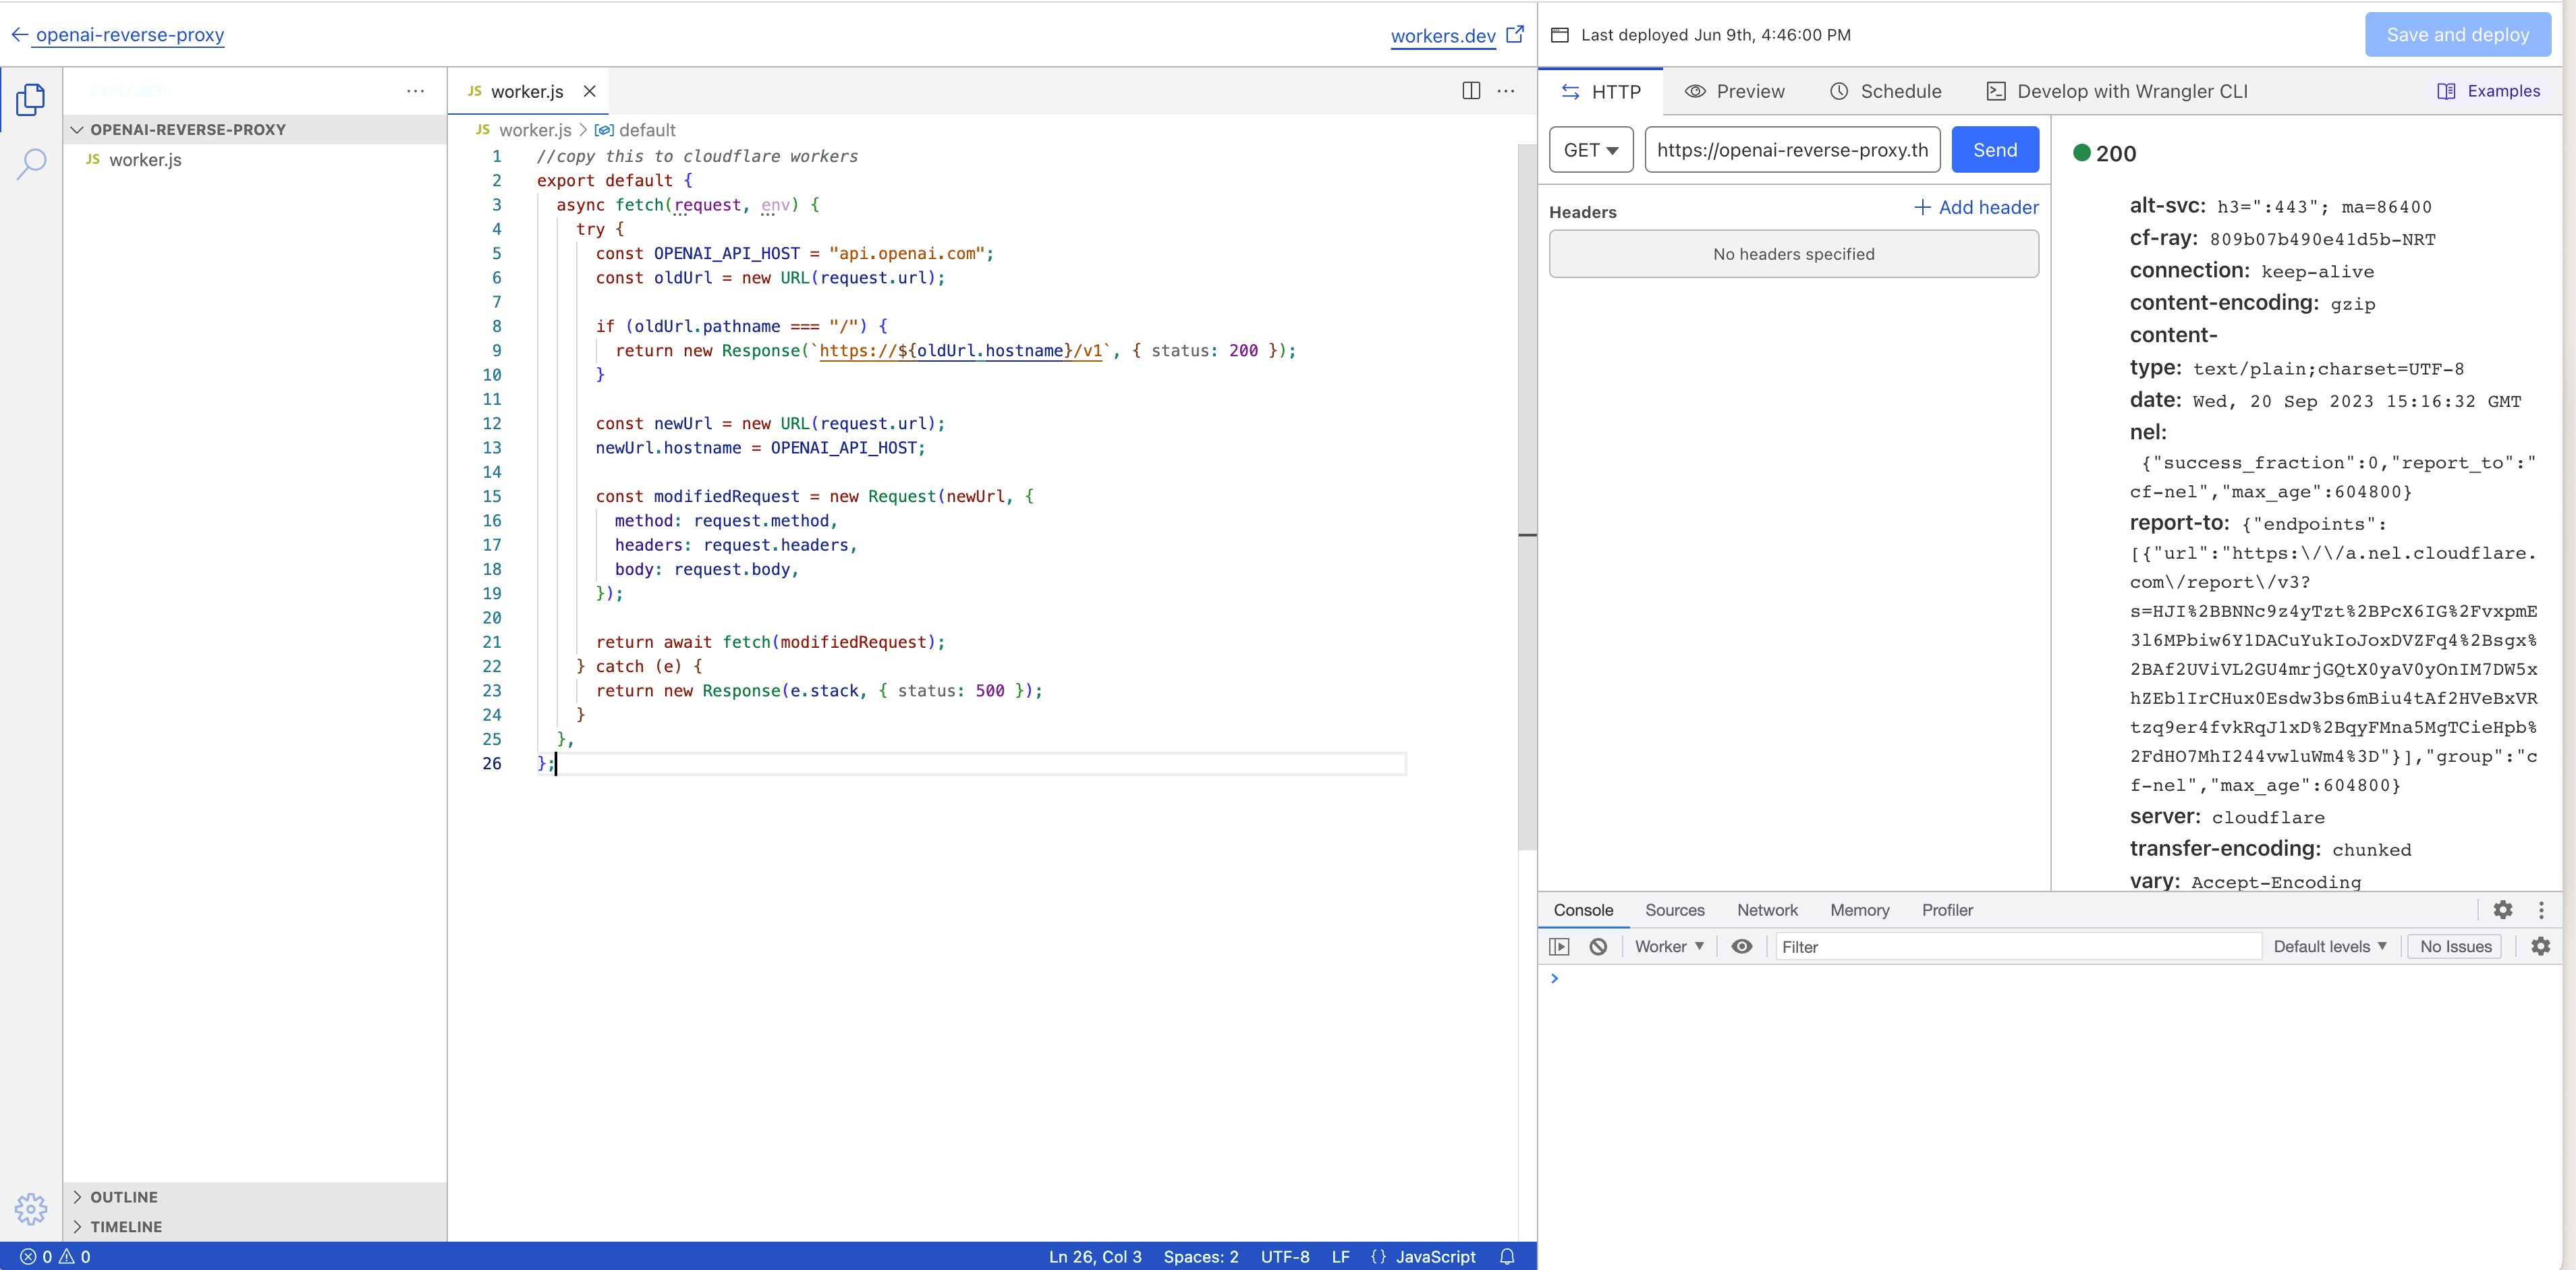 openai-reverse-proxy
workers.dev
Last deployed Jun 9th, 4:46:00 PM
Save and deploy
EXPLORER
OPENAI-REVERSE-PROXY
JS worker.js
JS worker.js
JS worker.js > default
1 //copy this to cloudflare workers
2 export default {
3 async fetch(request, env) {
4 try {
5 const OPENAI_API_HOST = "api.openai.com";
6 const oldUrl = new URL(request.url);
7
8 if (oldUrl.pathname === "/") {
9 return new Response(`https://${oldUrl.hostname}/v1`, { status: 200 });
10 }
11
12 const newUrl = new URL(request.url);
13 newUrl.hostname = OPENAI_API_HOST;
14
15 const modifiedRequest = new Request(newUrl, {
16 method: request.method,
17 headers: request.headers,
18 body: request.body,
19 });
20
21 return await fetch(modifiedRequest);
22 } catch (e) {
23 return new Response(e.stack, { status: 500 });
24 }
25 },
26 };
OUTLINE
TIMELINE
0 0
Ln 26, Col 3 Spaces: 2 UTF-8 LF {} JavaScript
HTTP Preview Schedule Develop with Wrangler CLI Examples
GET https://openai-reverse-proxy.th Send
Headers + Add header
No headers specified
200
alt-svc: h3=":443"; ma=86400
cf-ray: 809b07b490e41d5b-NRT
connection: keep-alive
content-encoding: gzip
content-
type: text/plain;charset=UTF-8
date: Wed, 20 Sep 2023 15:16:32 GMT
nel:
{"success_fraction":0,"report_to":"
cf-nel","max_age":604800}
report-to: {"endpoints":
[{"url":"https:\/\/a.nel.cloudflare.
com\/report\/v3?
s=HJI%2BBNNc9z4yTzt%2BPcX6IG%2FvxpmE
3l6MPbiw6Y1DACuYukIoJoxDVZFq4%2Bsgx%
2BAf2UViVL2GU4mrjGQtX0yaV0yOnIM7DW5x
hZEb1IrCHux0Esdw3bs6mBiu4tAf2HVeBxVR
tzq9er4fvkRqJ1xD%2BqyFMna5MgTCieHpb%
2FdHO7MhI244vwluWm4%3D"}],"group":"c
f-nel","max_age":604800}
server: cloudflare
transfer-encoding: chunked
vary: Accept-Encoding
Console Sources Network Memory Profiler
Worker Filter Default levels No Issues